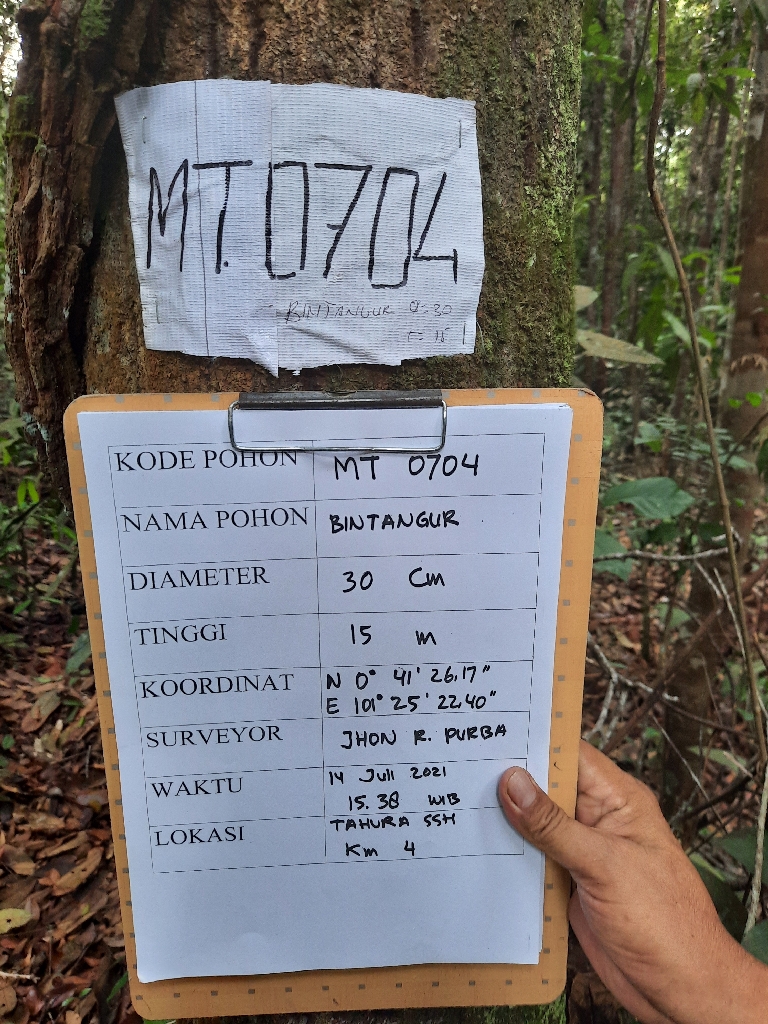 MT.0704
BINTANGUR D=30
T= 15
KODE POHON MT 0704
NAMA POHON BINTANGUR
DIAMETER 30 Cm
TINGGI 15 m
KOORDINAT N 0° 41' 26,17"
E 101° 25' 22,40"
SURVEYOR JHON R. PURBA
WAKTU 14 Juli 2021
15.38 WIB
LOKASI TAHURA SSH
Km 4